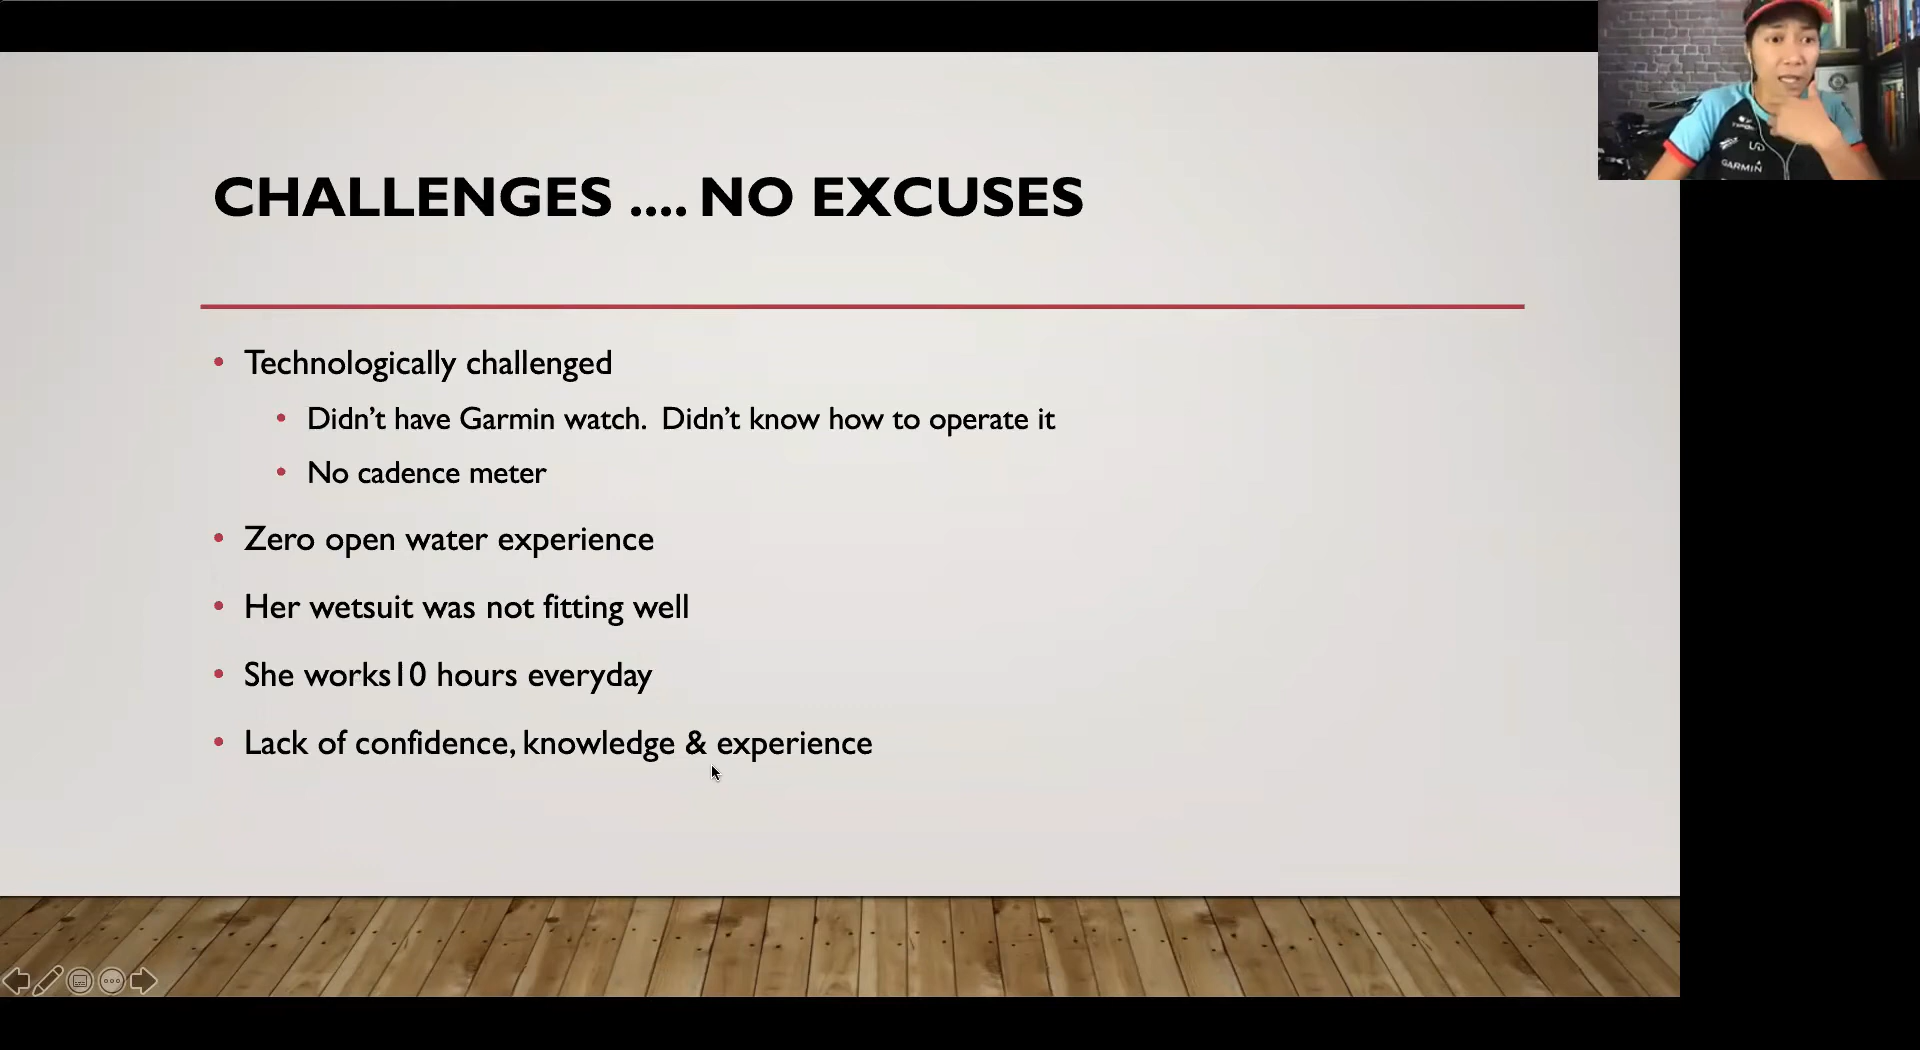 CHALLENGES .... NO EXCUSES
• Technologically challenged
• Didn’t have Garmin watch.  Didn’t know how to operate it
• No cadence meter
• Zero open water experience
• Her wetsuit was not fitting well
• She works10 hours everyday
• Lack of confidence, knowledge & experience
GARMIN